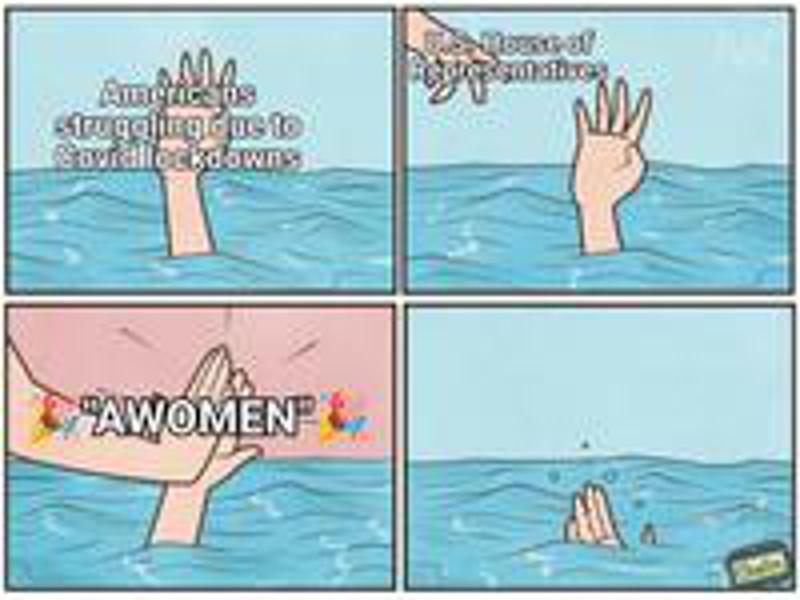 Americans
struggling due to
Covid lockdowns
U.S. House of
Representatives
"AWOMEN"